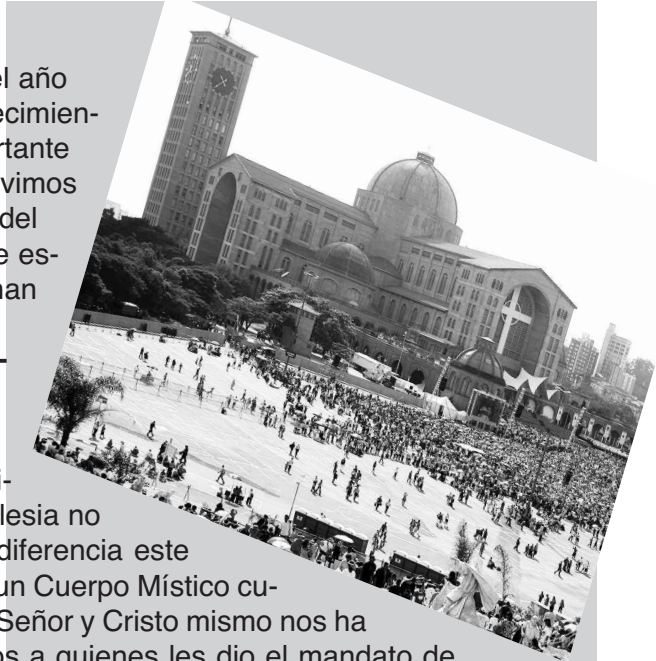 el año
ecimien-
rtante
vimos
del
e es-
nan
i-
lesia no
diferencia este
un Cuerpo Místico cu-
Señor y Cristo mismo nos ha
os a quienes les dio el mandato de